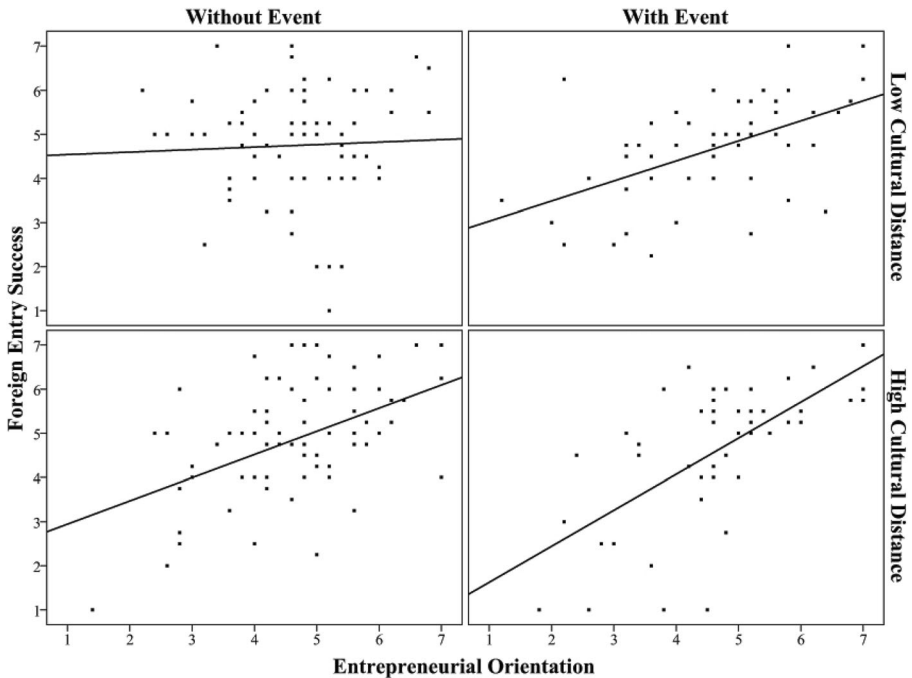 Without Event
With Event
Foreign Entry Success
7
6
5
4
3
2
1
Low Cultural Distance
7
6
5
4
3
2
1
High Cultural Distance
1 2 3 4 5 6 7
1 2 3 4 5 6 7
Entrepreneurial Orientation